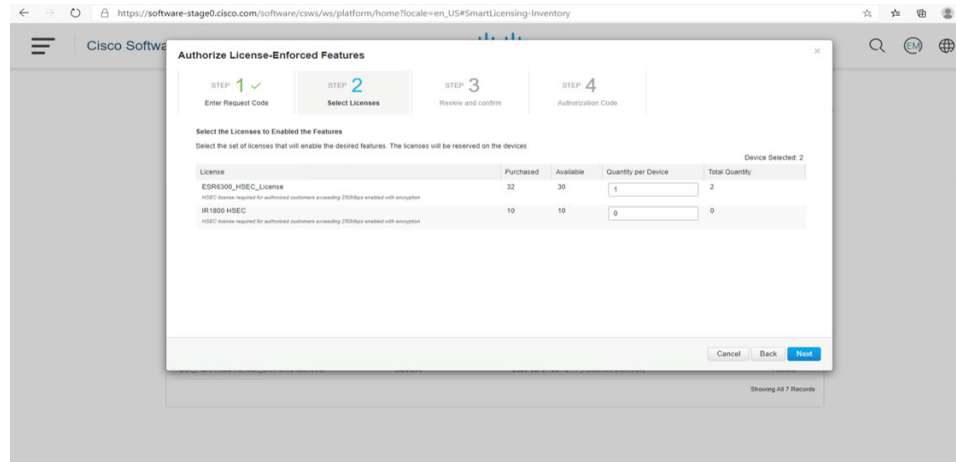 https://software-stage0.cisco.com/software/csws/ws/platform/home?locale=en_US#SmartLicensing-Inventory
Cisco Softwa
EM
Authorize License-Enforced Features
STEP 1
Enter Request Code
STEP 2
Select Licenses
STEP 3
Review and confirm
STEP 4
Authorization Code
Select the Licenses to Enabled the Features
Select the set of licenses that will enable the desired features. The licenses will be reserved on the devices
Device Selected: 2
License Purchased Available Quantity per Device Total Quantity
ESR6300_HSEC_License 32 30 1 2
HSEC license required for authorized customers exceeding 250Mbps enabled with encryption
IR1800 HSEC 10 10 0 0
HSEC license required for authorized customers exceeding 250Mbps enabled with encryption
Cancel Back Next
Showing All 7 Records